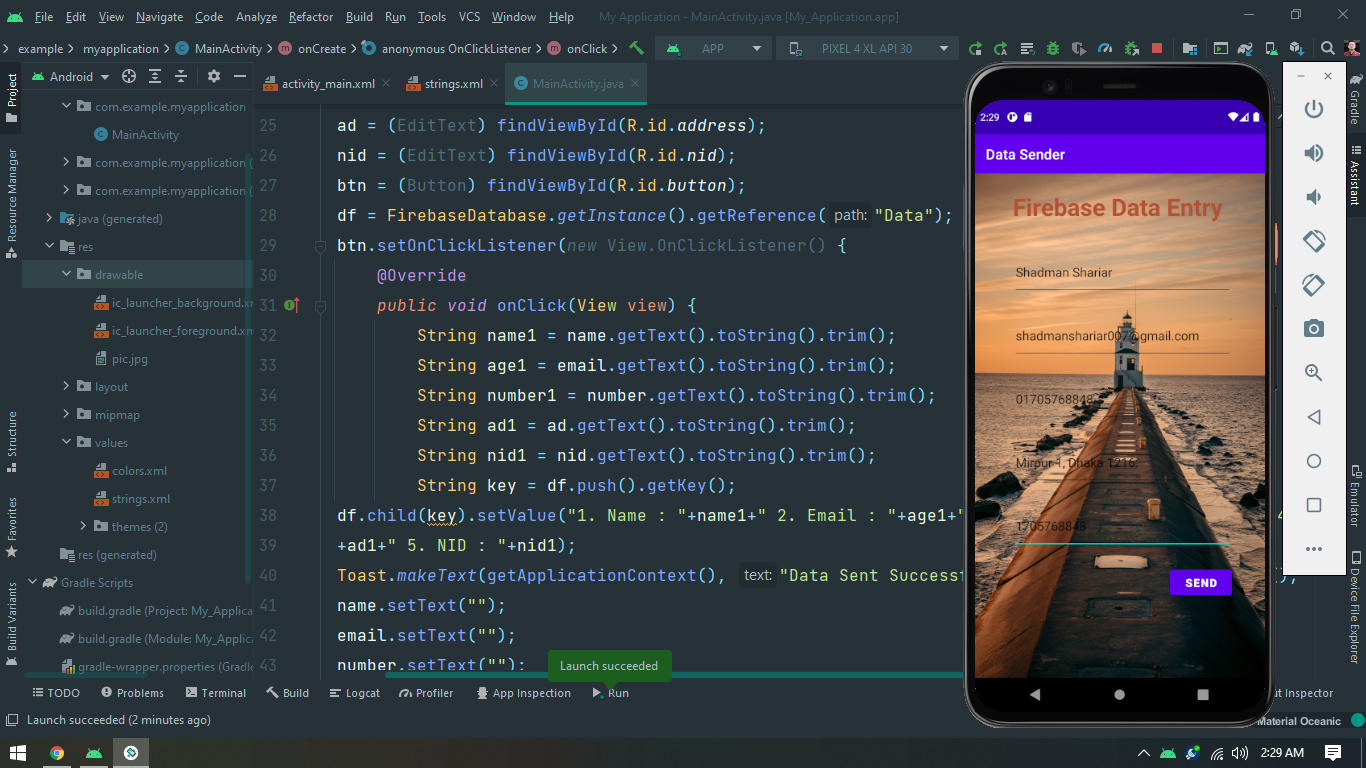 File Edit View Navigate Code Analyze Refactor Build Run Tools VCS Window Help My Application - MainActivity.java [My_Application.app]
example myapplication MainActivity onCreate anonymous OnClickListener onClick APP PIXEL 4 XL API 30
Project
Resource Manager
Structure
Favorites
Build Variants
Android
com.example.myapplication
MainActivity
com.example.myapplication (
com.example.myapplication (
java (generated)
res
drawable
ic_launcher_background.xm
ic_launcher_foreground.xm
pic.jpg
layout
mipmap
values
colors.xml
strings.xml
themes (2)
res (generated)
Gradle Scripts
build.gradle (Project: My_Applica
build.gradle (Module: My_Applic
gradle-wrapper.properties (Gradle
activity_main.xml strings.xml MainActivity.java
25 ad = (EditText) findViewById(R.id.address);
26 nid = (EditText) findViewById(R.id.nid);
27 btn = (Button) findViewById(R.id.button);
28 df = FirebaseDatabase.getInstance().getReference( path: "Data");
29 btn.setOnClickListener(new View.OnClickListener() {
30 @Override
31 public void onClick(View view) {
32 String name1 = name.getText().toString().trim();
33 String age1 = email.getText().toString().trim();
34 String number1 = number.getText().toString().trim();
35 String ad1 = ad.getText().toString().trim();
36 String nid1 = nid.getText().toString().trim();
37 String key = df.push().getKey();
38 df.child(key).setValue("1. Name : "+name1+" 2. Email : "+age1+"
39 +ad1+" 5. NID : "+nid1);
40 Toast.makeText(getApplicationContext(), text: "Data Sent Successf
41 name.setText("");
42 email.setText("");
43 number.setText("");
Launch succeeded
2:29
Data Sender
Firebase Data Entry
Shadman Shariar
shadmanshariar007@gmail.com
01705768848
Mirpur 1, Dhaka 1216.
1705768848
SEND
Gradle
Assistant
Emulator
Device File Explorer
TODO Problems Terminal Build Logcat Profiler App Inspection Run ut Inspector
Launch succeeded (2 minutes ago) Material Oceanic
2:29 AM